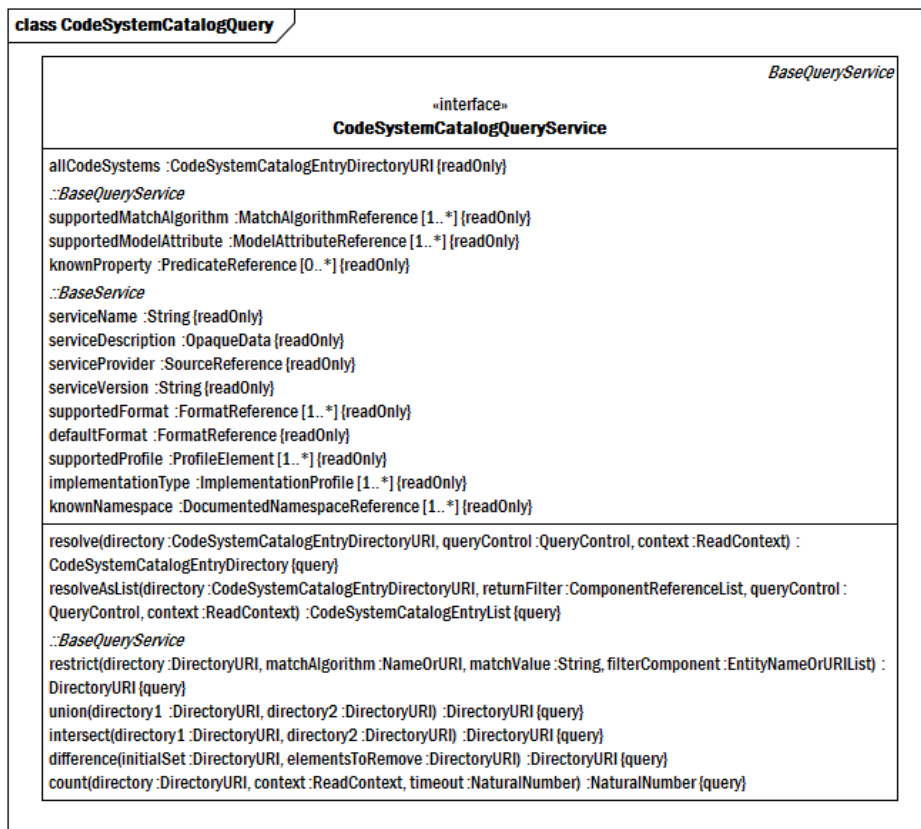 class CodeSystemCatalogQuery
BaseQueryService
«interface»
CodeSystemCatalogQueryService
allCodeSystems :CodeSystemCatalogEntryDirectoryURI {readOnly}
::BaseQueryService
supportedMatchAlgorithm :MatchAlgorithmReference [1..*] {readOnly}
supportedModelAttribute :ModelAttributeReference [1..*] {readOnly}
knownProperty :PredicateReference [0..*] {readOnly}
::BaseService
serviceName :String {readOnly}
serviceDescription :OpaqueData {readOnly}
serviceProvider :SourceReference {readOnly}
serviceVersion :String {readOnly}
supportedFormat :FormatReference [1..*] {readOnly}
defaultFormat :FormatReference {readOnly}
supportedProfile :ProfileElement [1..*] {readOnly}
implementationType :ImplementationProfile [1..*] {readOnly}
knownNamespace :DocumentedNamespaceReference [1..*] {readOnly}
resolve(directory :CodeSystemCatalogEntryDirectoryURI, queryControl :QueryControl, context :ReadContext) :
CodeSystemCatalogEntryDirectory {query}
resolveAsList(directory :CodeSystemCatalogEntryDirectoryURI, returnFilter :ComponentReferenceList, queryControl :
QueryControl, context :ReadContext) :CodeSystemCatalogEntryList {query}
::BaseQueryService
restrict(directory :DirectoryURI, matchAlgorithm :NameOrURI, matchValue :String, filterComponent :EntityNameOrURIList) :
DirectoryURI {query}
union(directory1 :DirectoryURI, directory2 :DirectoryURI) :DirectoryURI {query}
intersect(directory1 :DirectoryURI, directory2 :DirectoryURI) :DirectoryURI {query}
difference(initialSet :DirectoryURI, elementsToRemove :DirectoryURI) :DirectoryURI {query}
count(directory :DirectoryURI, context :ReadContext, timeout :NaturalNumber) :NaturalNumber {query}